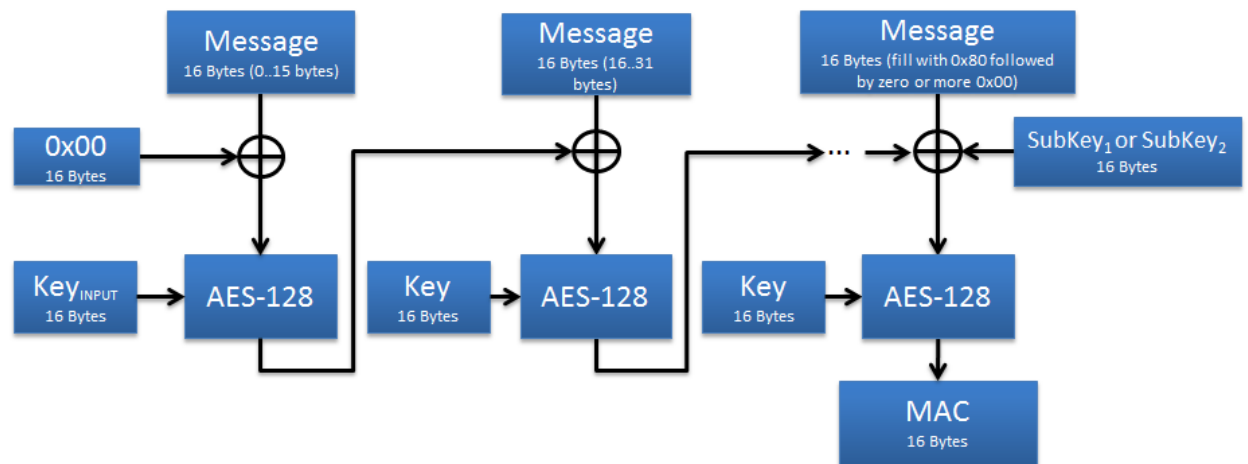 Message
16 Bytes (0..15 bytes)
Message
16 Bytes (16..31
bytes)
Message
16 Bytes (fill with 0x80 followed
by zero or more 0x00)
0x00
16 Bytes
...
SubKey₁ or SubKey₂
16 Bytes
Key INPUT
16 Bytes
AES-128
Key
16 Bytes
AES-128
Key
16 Bytes
AES-128
MAC
16 Bytes